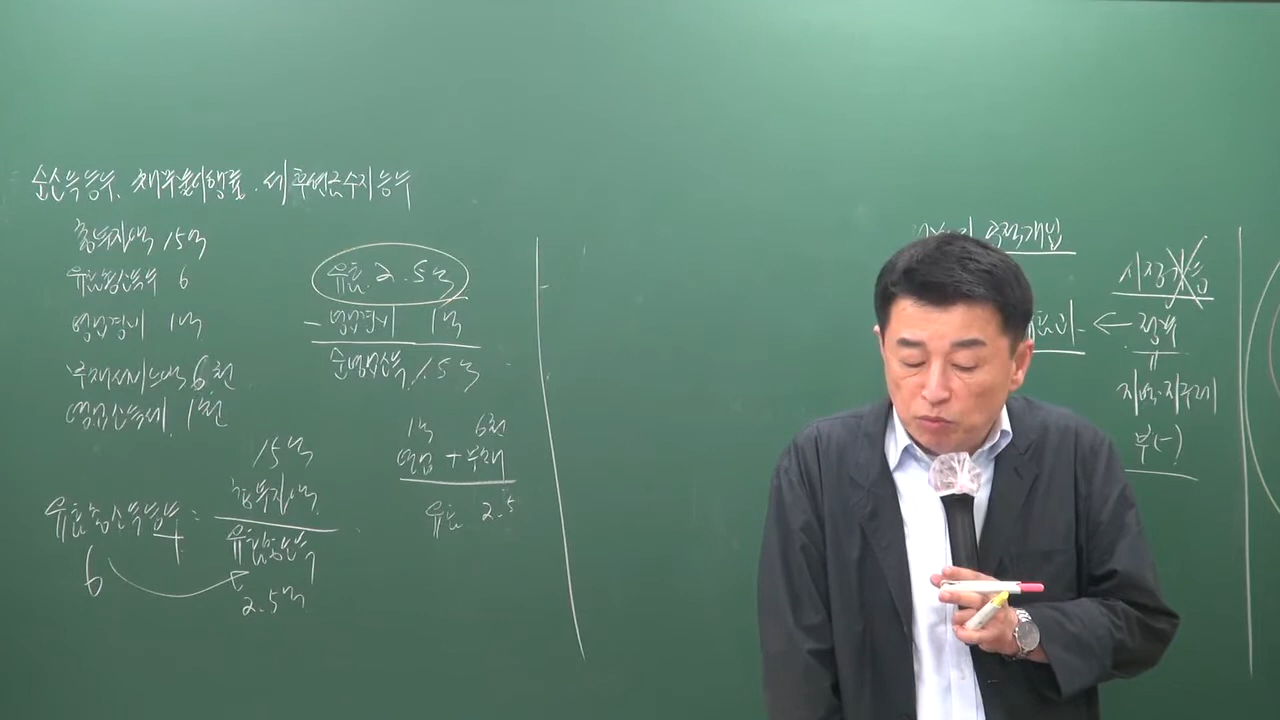 순소득승수, 채무불이행률, 세후현금수지승수
총투자액 15억
유효총소득승수 6
영업경비 1억
부채서비스액 6천
영업소득세 1천
유효총소득승수 =
15억
총투자액
유효총소득
6
2.5억
유효 2.5억
- 영업경비 1억
순영업소득 1.5억
1억 6천
영업 + 부채
유효 2.5
시장
← 정부
〃
지역지구제
부(-)